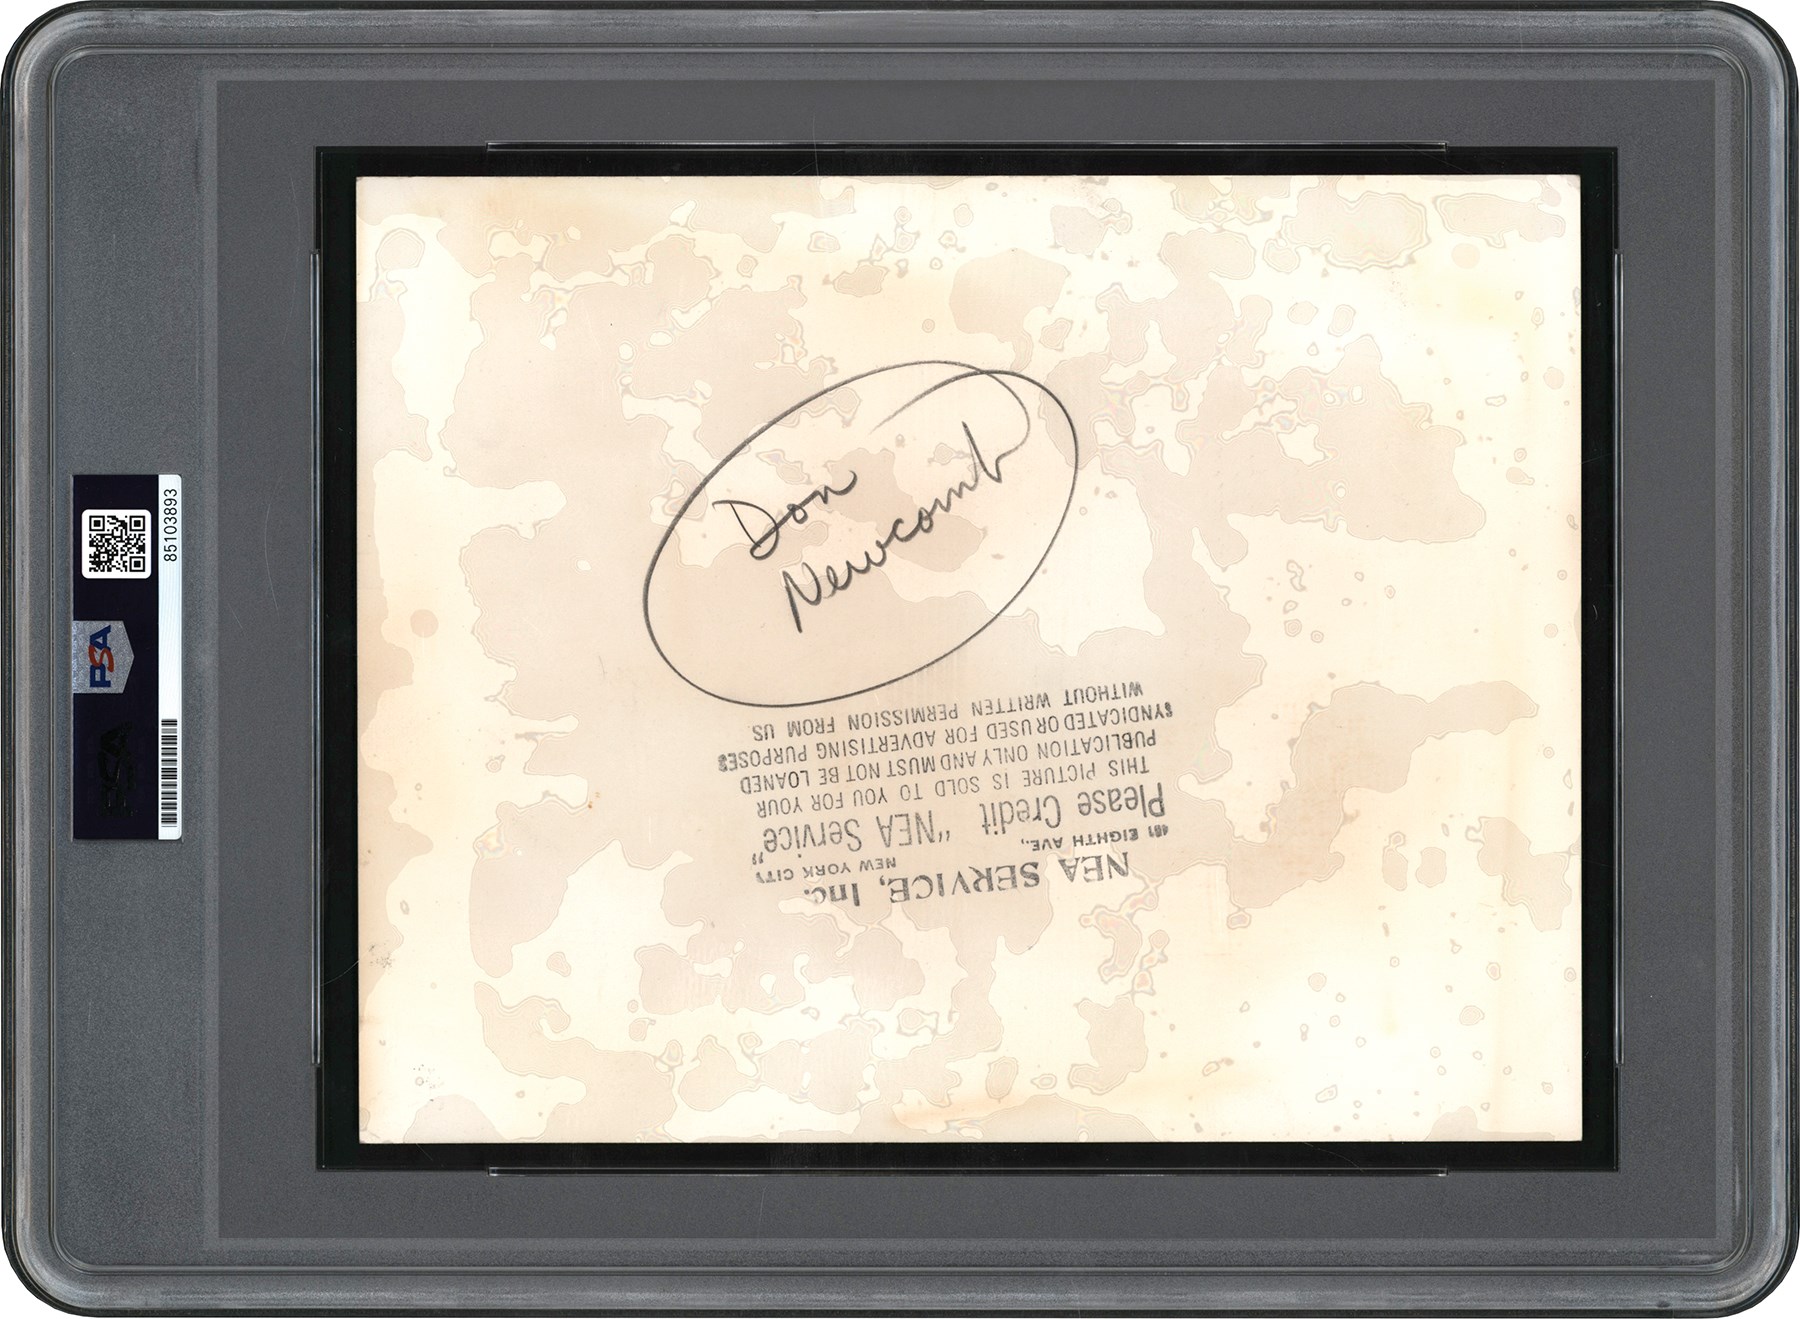 Don
Newcomb
NEA SERVICE, Inc.
461 EIGHTH AVE., NEW YORK CITY
Please Credit "NEA Service"
THIS PICTURE IS SOLD TO YOU FOR YOUR
PUBLICATION ONLY AND MUST NOT BE LOANED
SYNDICATED OR USED FOR ADVERTISING PURPOSES
WITHOUT WRITTEN PERMISSION FROM US.
85103893
PSA
PSA